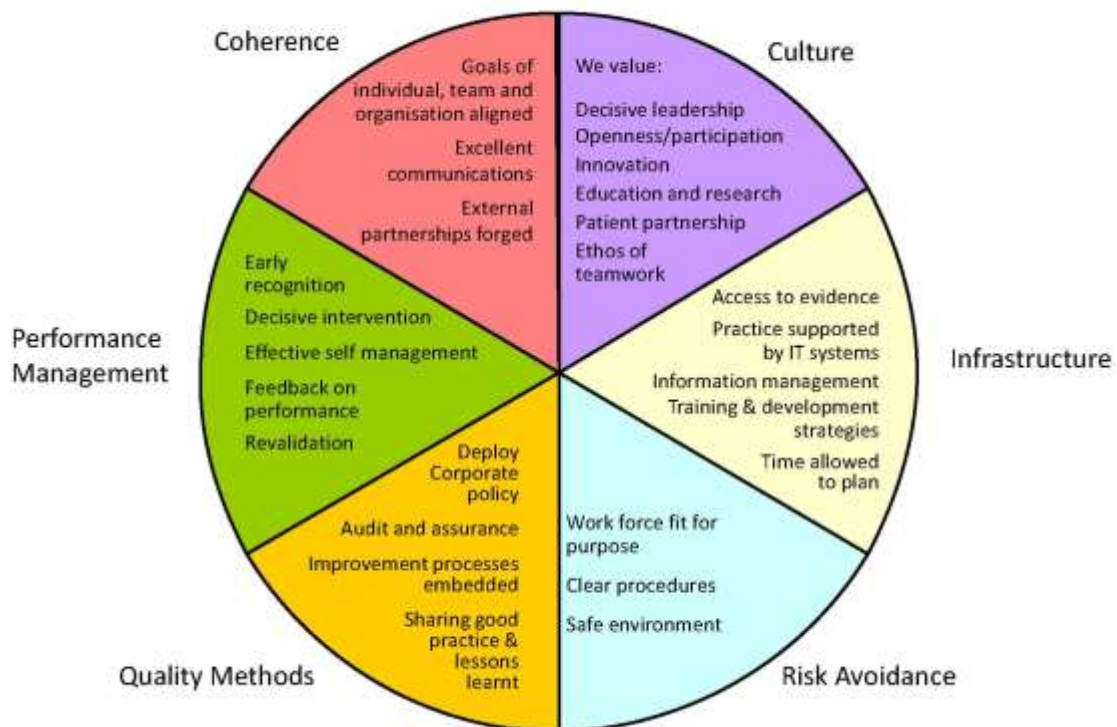 Coherence
Goals of
individual, team and
organisation aligned
Excellent
communications
External
partnerships forged
Culture
We value:
Decisive leadership
Openness/participation
Innovation
Education and research
Patient partnership
Ethos of
teamwork
Performance
Management
Early
recognition
Decisive intervention
Effective self management
Feedback on
performance
Revalidation
Infrastructure
Access to evidence
Practice supported
by IT systems
Information management
Training & development
strategies
Time allowed
to plan
Quality Methods
Deploy
Corporate
policy
Audit and assurance
Improvement processes
embedded
Sharing good
practice &
lessons
learnt
Risk Avoidance
Work force fit for
purpose
Clear procedures
Safe environment